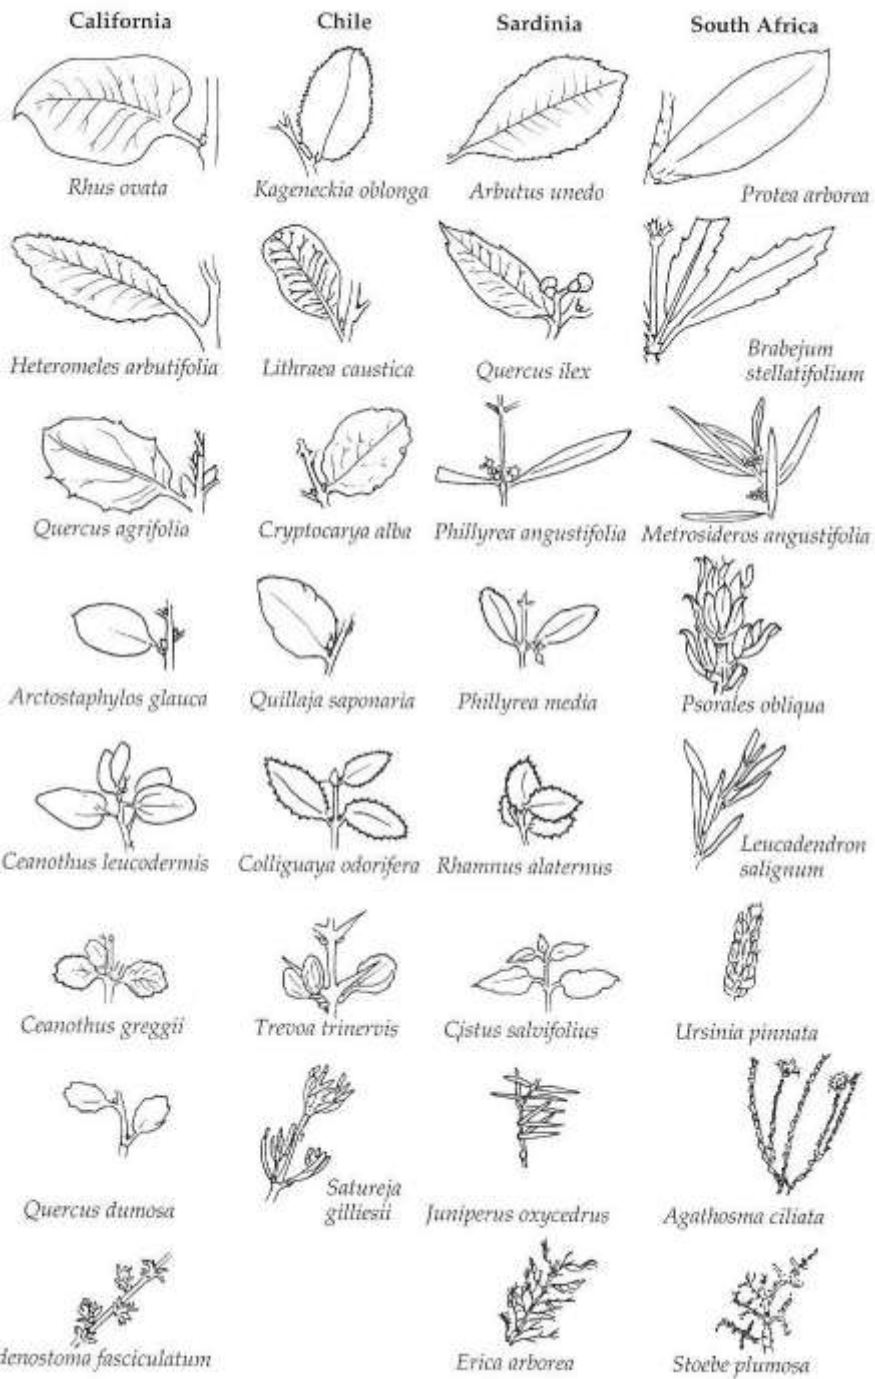 California Chile Sardinia South Africa
Rhus ovata Kageneckia oblonga Arbutus unedo Protea arborea
Heteromeles arbutifolia Lithraea caustica Quercus ilex Brabejum
stellatifolium
Quercus agrifolia Cryptocarya alba Phillyrea angustifolia Metrosideros angustifolia
Arctostaphylos glauca Quillaja saponaria Phillyrea media Psorales obliqua
Ceanothus leucodermis Colliguaya odorifera Rhamnus alaternus Leucadendron
salignum
Ceanothus greggii Trevoa trinervis Cistus salvifolius Ursinia pinnata
Quercus dumosa Satureja
gilliesii Juniperus oxycedrus Agathosma ciliata
denostoma fasciculatum Erica arborea Stoebe plumosa